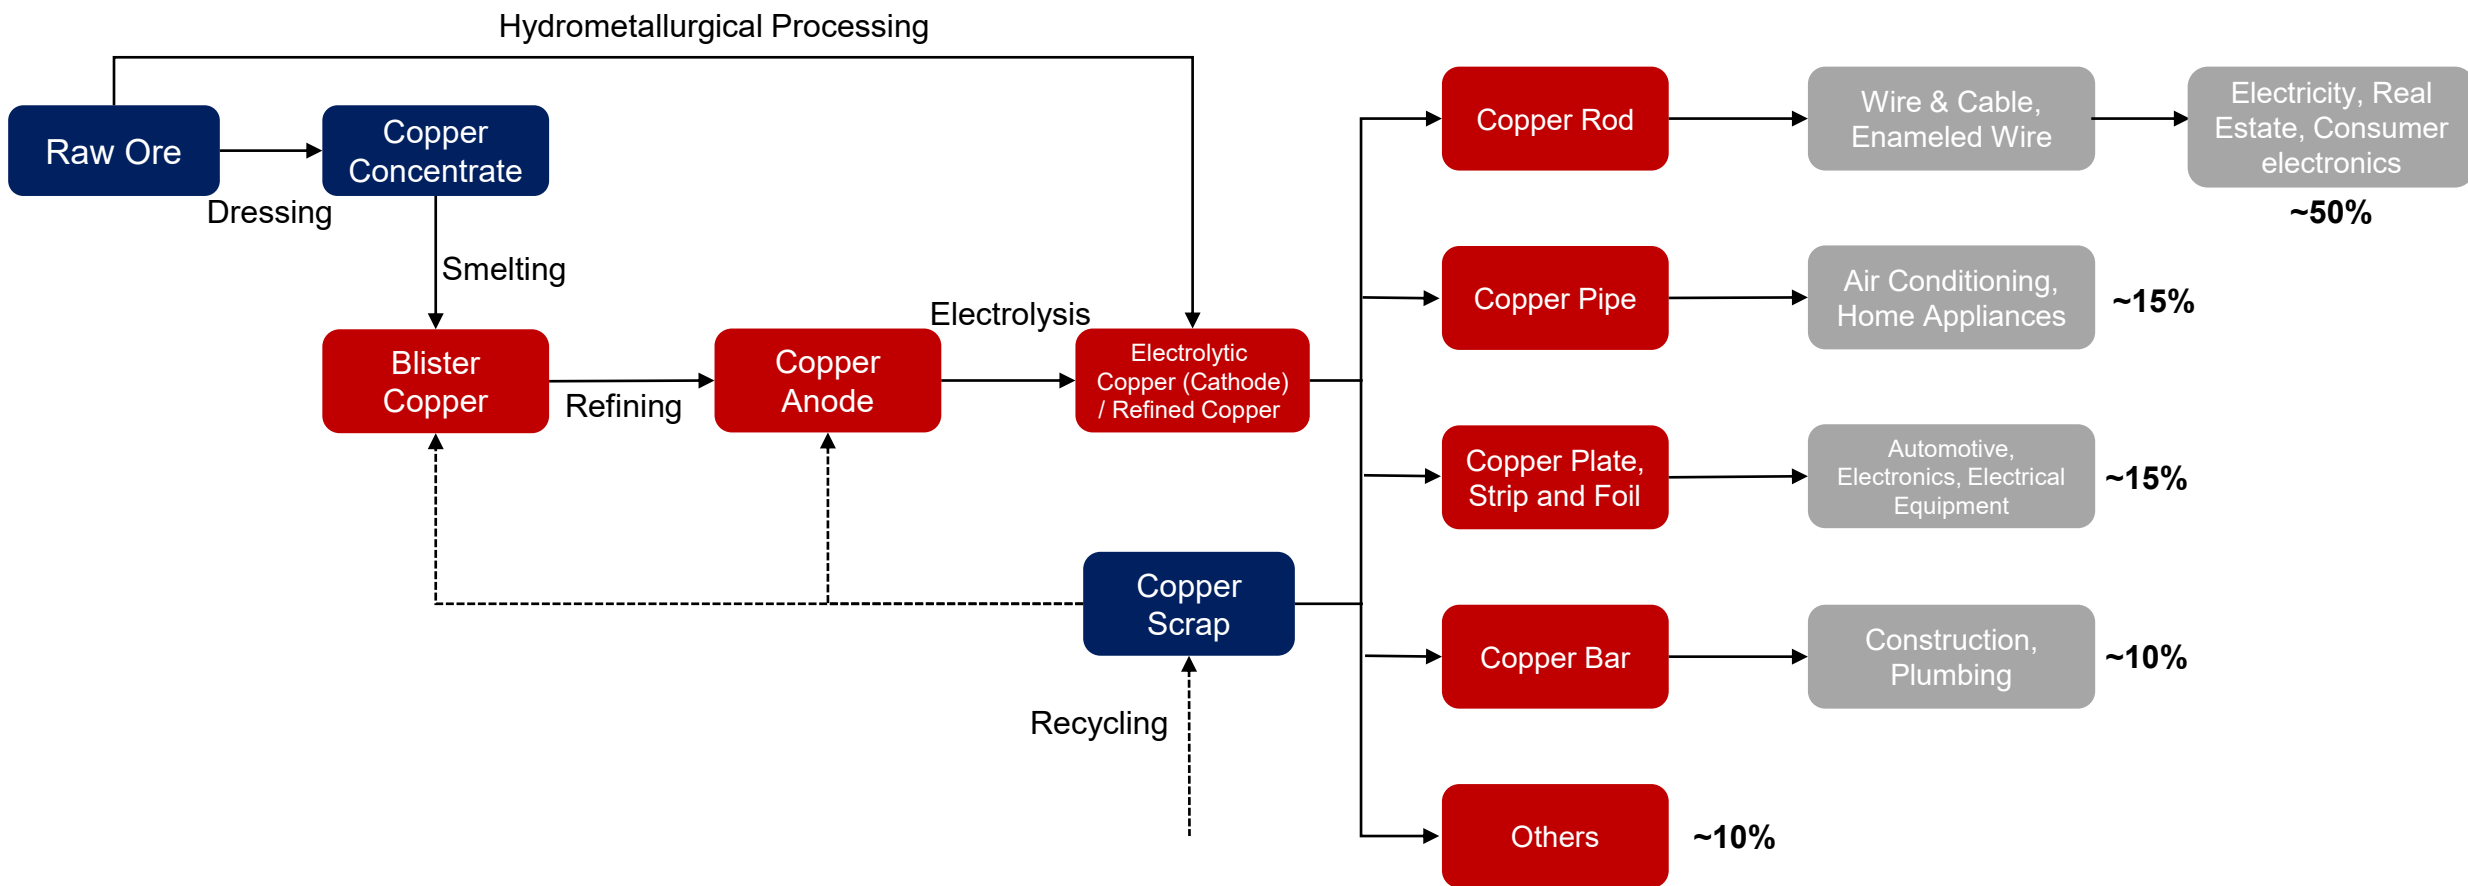 Hydrometallurgical Processing
Raw Ore
Copper
Concentrate
Dressing
Smelting
Blister
Copper
Refining
Copper
Anode
Electrolysis
Electrolytic
Copper (Cathode)
/ Refined Copper
Copper
Scrap
Recycling
Copper Rod
Wire & Cable,
Enameled Wire
Electricity, Real
Estate, Consumer
electronics
~50%
Copper Pipe
Air Conditioning,
Home Appliances
~15%
Copper Plate,
Strip and Foil
Automotive,
Electronics, Electrical
Equipment
~15%
Copper Bar
Construction,
Plumbing
~10%
Others
~10%